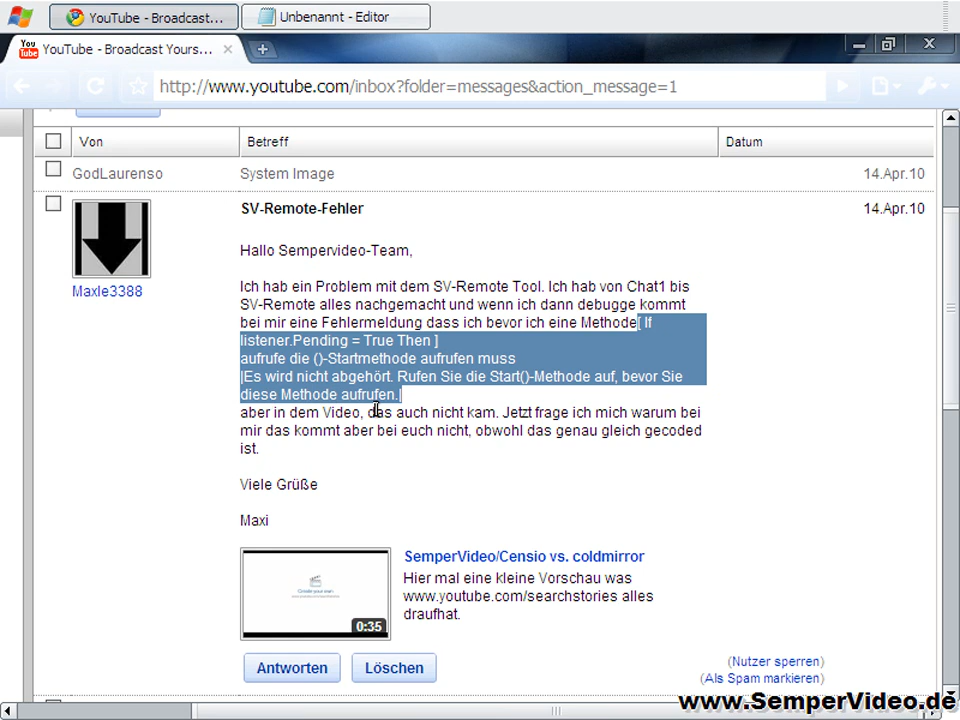 YouTube - Broadcast...
Unbenannt - Editor
You Tube
YouTube - Broadcast Yours...
http://www.youtube.com/inbox?folder=messages&action_message=1
Von
Betreff
Datum
GodLaurenso
System Image
14.Apr.10
SV-Remote-Fehler
14.Apr.10
Maxle3388
Hallo Sempervideo-Team,
Ich hab ein Problem mit dem SV-Remote Tool. Ich hab von Chat1 bis
SV-Remote alles nachgemacht und wenn ich dann debugge kommt
bei mir eine Fehlermeldung dass ich bevor ich eine Methode[ If
listener.Pending = True Then ]
aufrufe die ()-Startmethode aufrufen muss
|Es wird nicht abgehört. Rufen Sie die Start()-Methode auf, bevor Sie
diese Methode aufrufen.|
aber in dem Video, das auch nicht kam. Jetzt frage ich mich warum bei
mir das kommt aber bei euch nicht, obwohl das genau gleich gecoded
ist.
Viele Grüße
Maxi
0:35
SemperVideo/Censio vs. coldmirror
Hier mal eine kleine Vorschau was
www.youtube.com/searchstories alles
draufhat.
Antworten
Löschen
(Nutzer sperren)
(Als Spam markieren)
www.SemperVideo.de